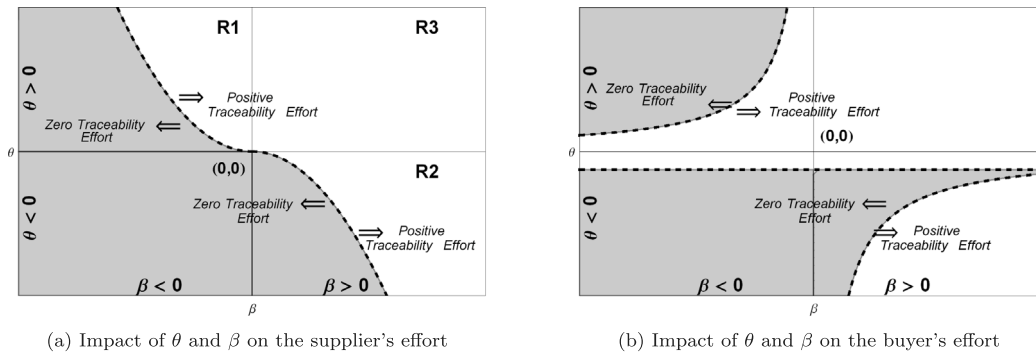 R1
R3
θ > 0
Positive
Traceability Effort
Zero Traceability
Effort
θ
(0,0)
R2
θ < 0
Zero Traceability
Effort
Positive
Traceability Effort
β < 0
β > 0
β
(a) Impact of θ and β on the supplier's effort
θ > 0
Zero Traceability
Effort
Positive
Traceability Effort
(0,0)
θ
θ < 0
Zero Traceability
Effort
Positive
Traceability Effort
β < 0
β > 0
β
(b) Impact of θ and β on the buyer's effort